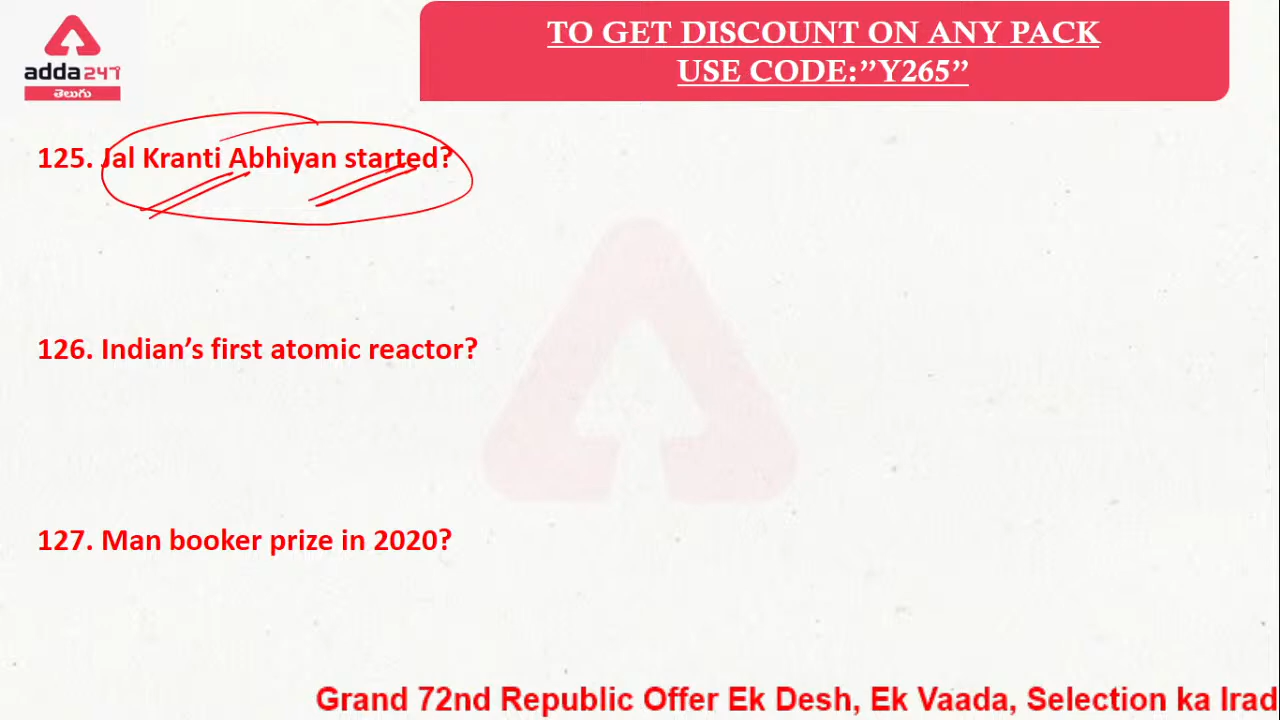 adda247
తెలుగు
TO GET DISCOUNT ON ANY PACK
USE CODE:”Y265”
125. Jal Kranti Abhiyan started?
126. Indian’s first atomic reactor?
127. Man booker prize in 2020?
Grand 72nd Republic Offer Ek Desh, Ek Vaada, Selection ka Irad